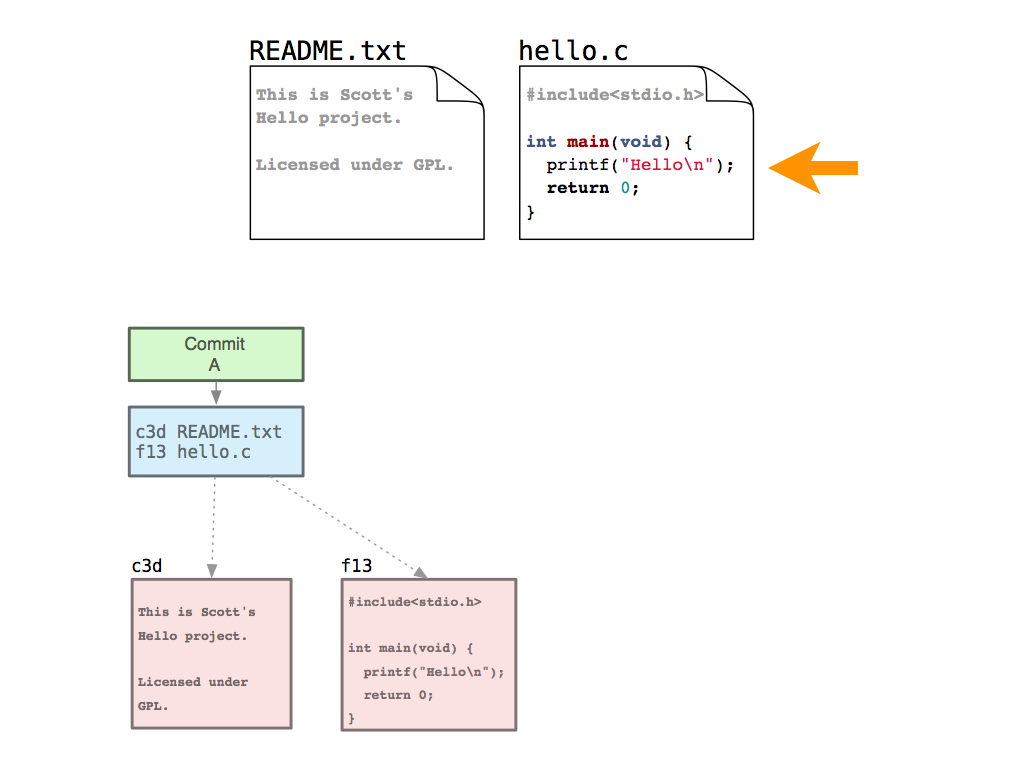 README.txt
This is Scott's
Hello project.
Licensed under GPL.
hello.c
#include<stdio.h>
int main(void) {
  printf("Hello\n");
  return 0;
}
Commit
A
c3d README.txt
f13 hello.c
c3d
This is Scott's
Hello project.
Licensed under
GPL.
f13
#include<stdio.h>
int main(void) {
  printf("Hello\n");
  return 0;
}